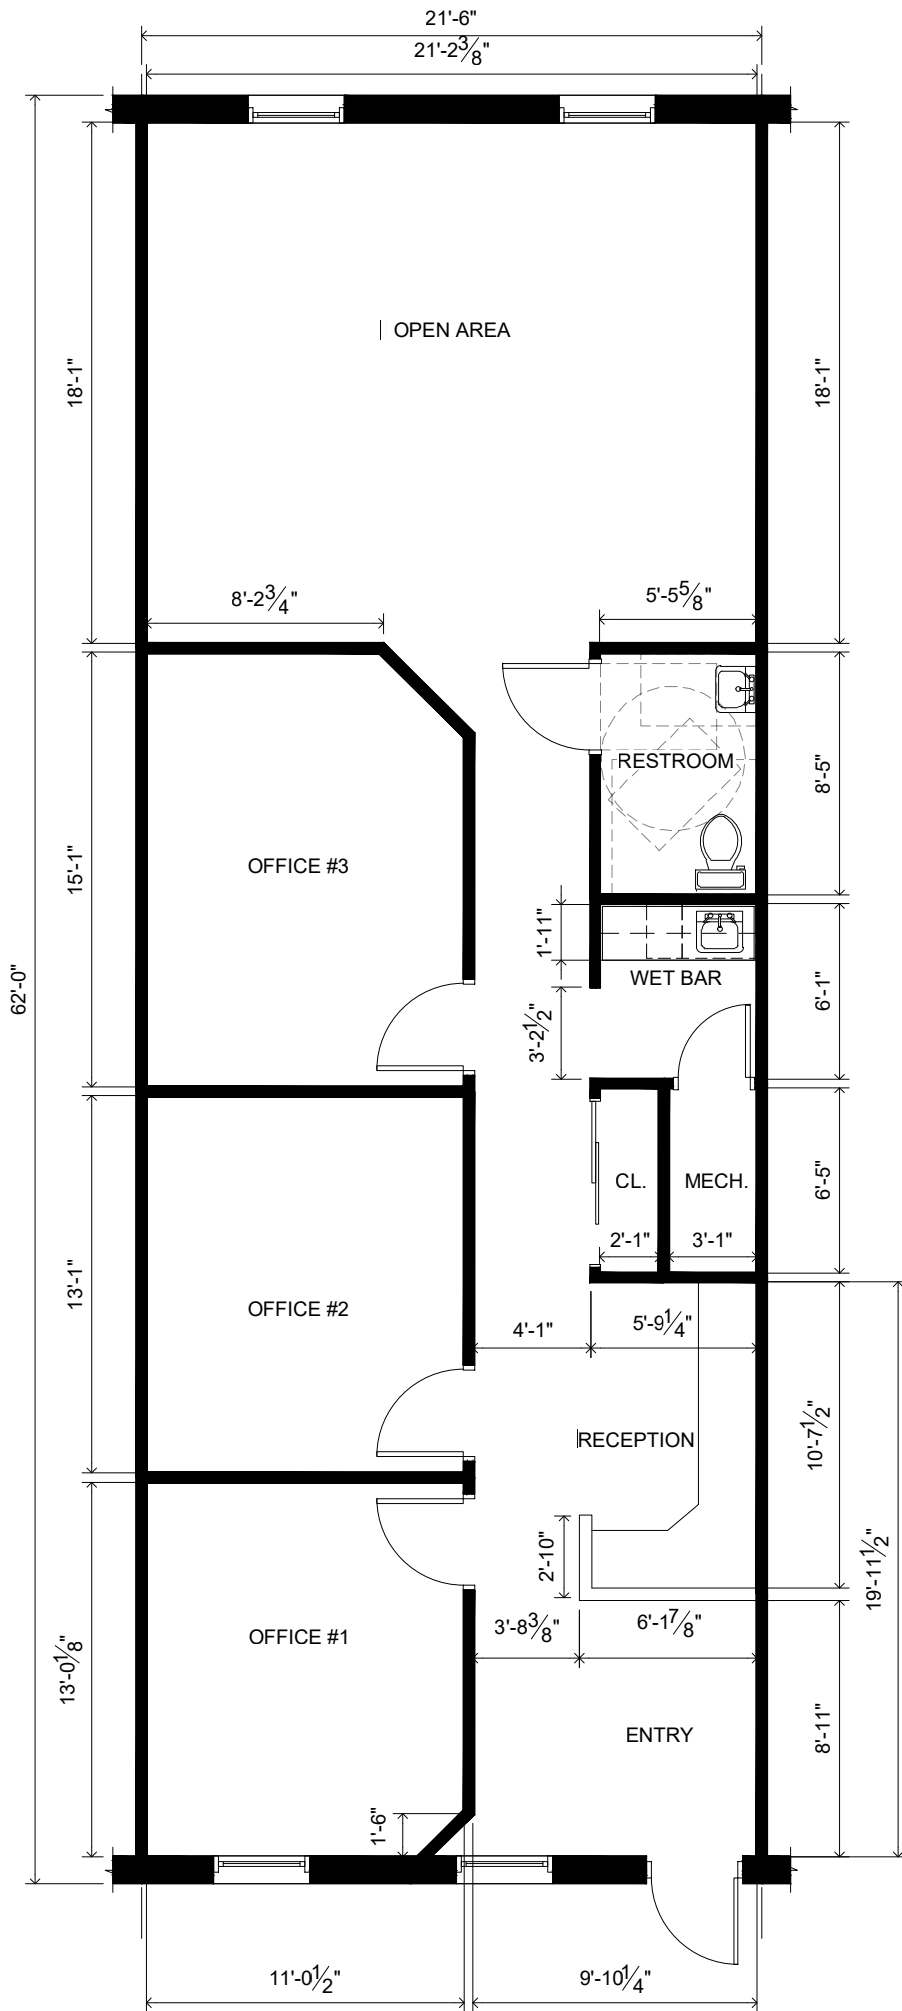 21'-6"
21'-2 3/8"
18'-1"
18'-1"
OPEN AREA
8'-2 3/4"
5'-5 5/8"
RESTROOM
8'-5"
15'-1"
OFFICE #3
62'-0"
1'-11"
WET BAR
6'-1"
3'-2 1/2"
CL.
MECH.
6'-5"
2'-1"
3'-1"
13'-1"
OFFICE #2
4'-1"
5'-9 1/4"
RECEPTION
10'-7 1/2"
19'-11 1/2"
2'-10"
3'-8 3/8"
6'-1 7/8"
OFFICE #1
13'-0 1/8"
8'-11"
ENTRY
1'-6"
11'-0 1/2"
9'-10 1/4"